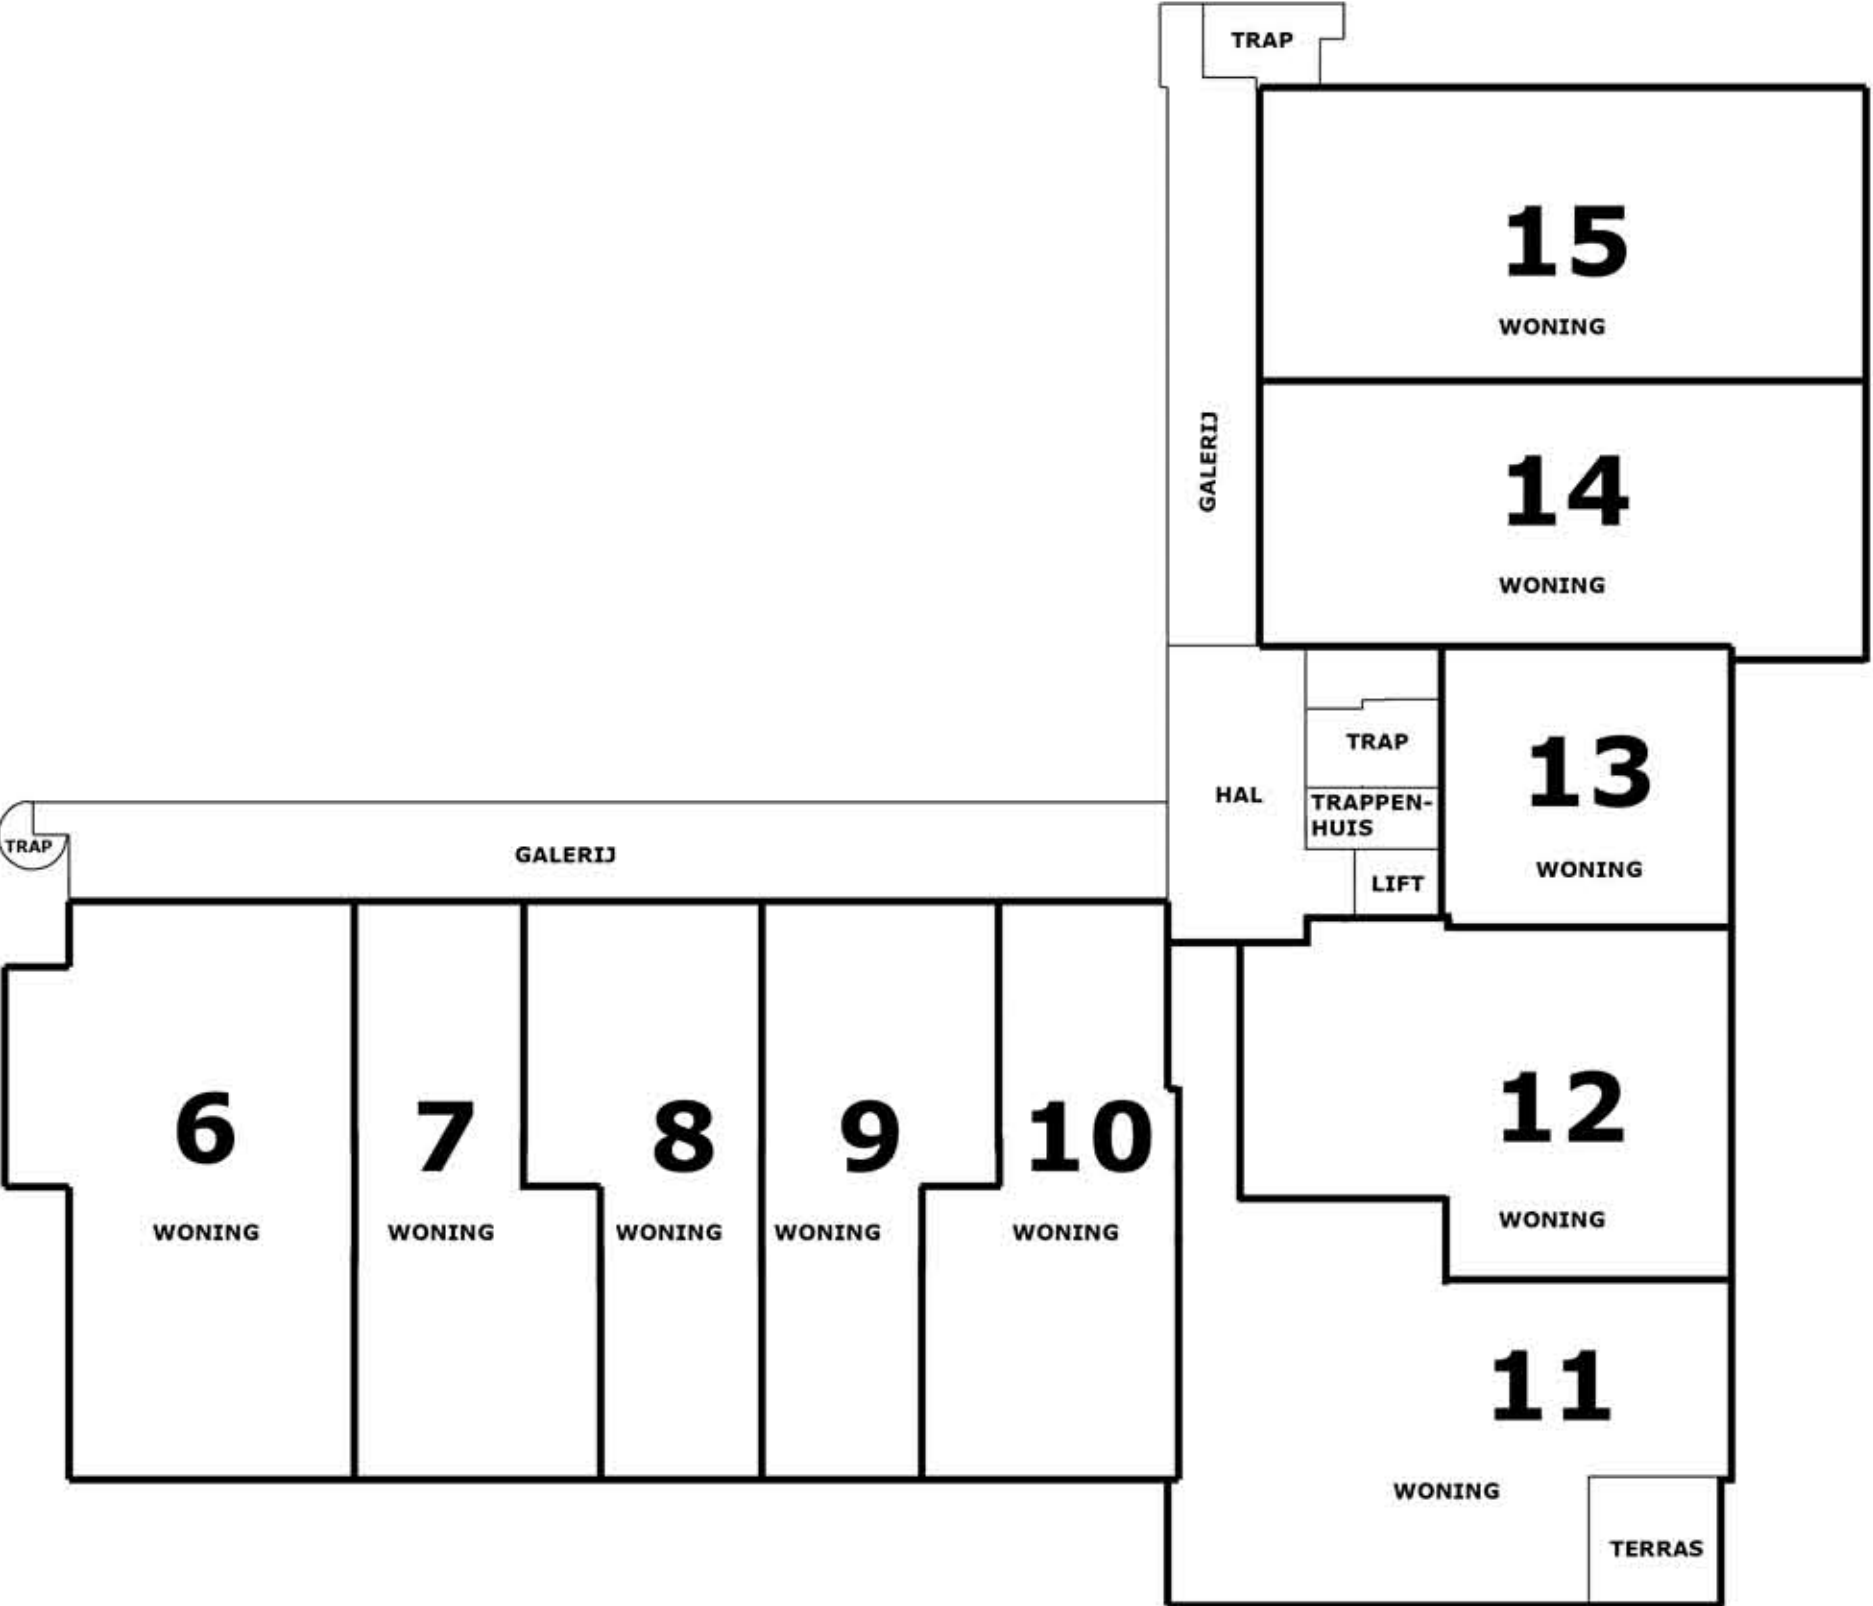 TRAP
15
WONING
GALERIJ
14
WONING
TRAP
13
HAL
TRAPPEN-
HUIS
WONING
LIFT
TRAP
GALERIJ
6
7
8
9
10
12
WONING
WONING
WONING
WONING
WONING
WONING
11
WONING
TERRAS